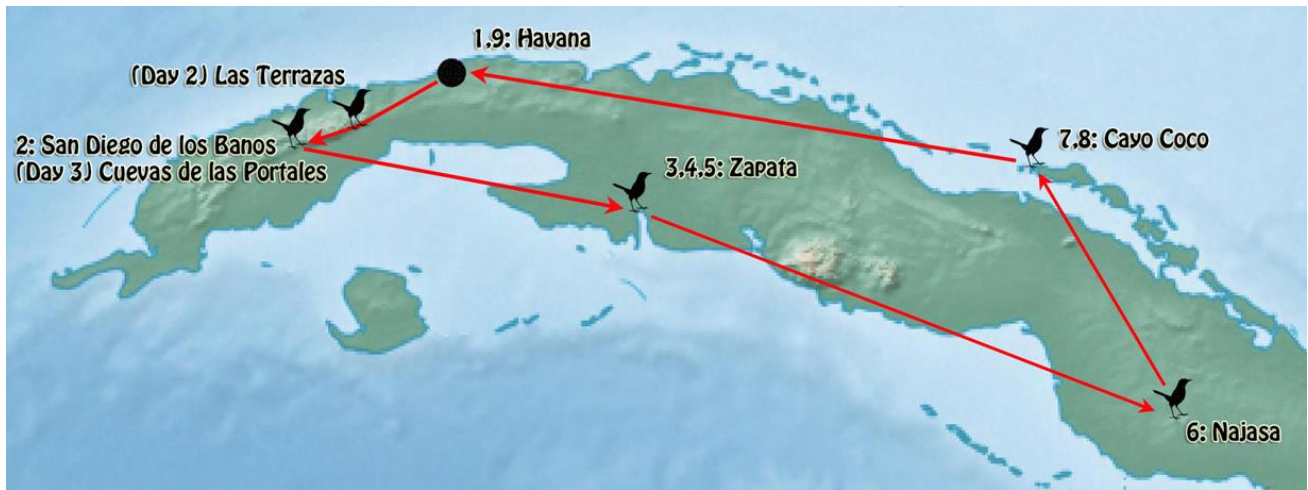 1,9: Havana
(Day 2) Las Terrazas
2: San Diego de los Banos
(Day 3) Cuevas de las Portales
3,4,5: Zapata
7,8: Cayo Coco
6: Najasa